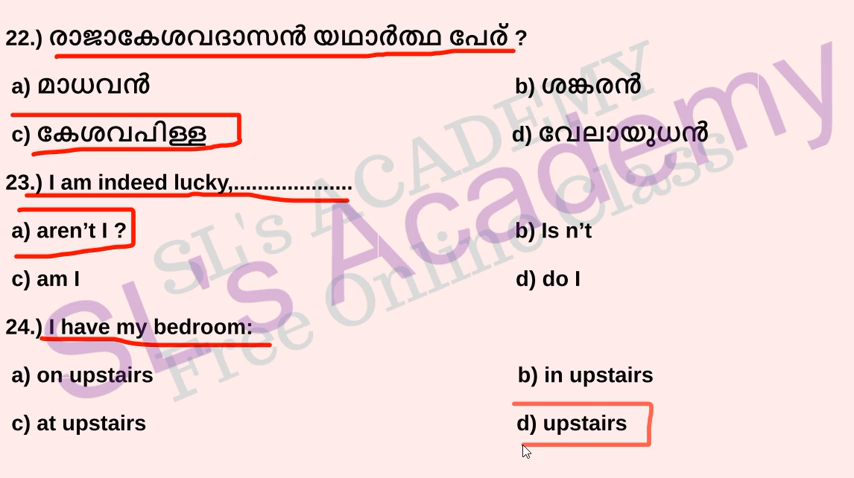 22.) രാജാകേശവദാസൻ യഥാർത്ഥ പേര് ?
a) മാധവൻ b) ശങ്കരൻ
c) കേശവപിള്ള d) വേലായുധൻ
23.) I am indeed lucky,....................
a) aren’t I ? b) Is n’t
c) am I d) do I
24.) I have my bedroom:
a) on upstairs b) in upstairs
c) at upstairs d) upstairs
SL's ACADEMY
SL's Academy
Free Online Class